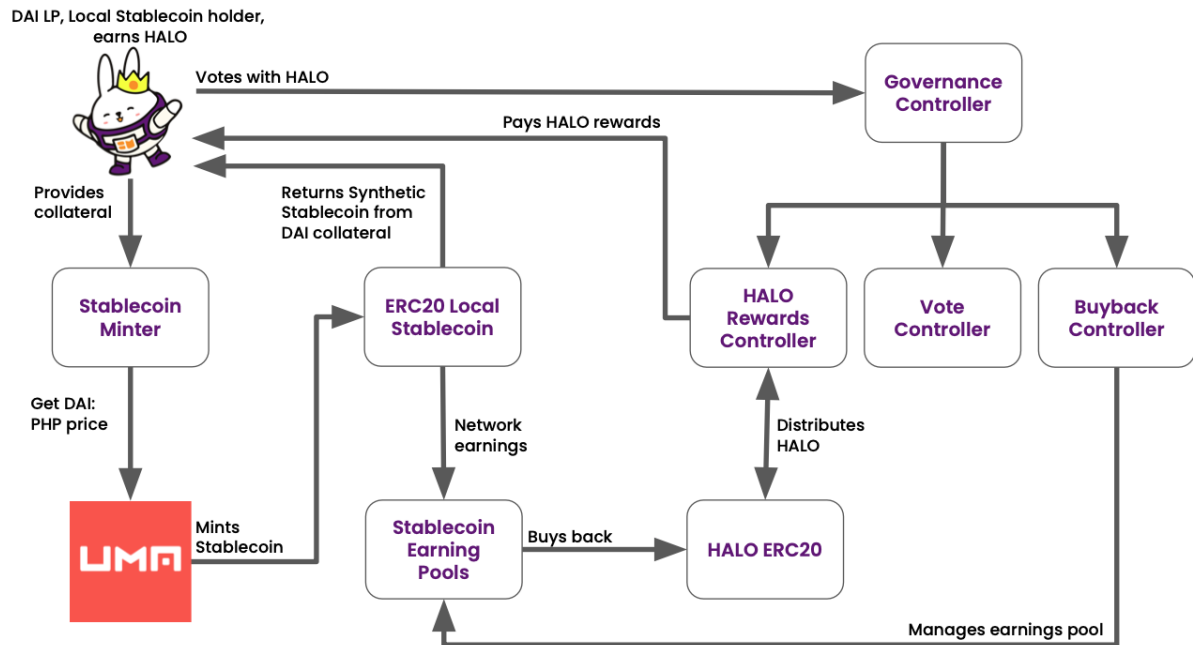 DAI LP, Local Stablecoin holder,
earns HALO
Votes with HALO
Governance
Controller
Pays HALO rewards
Provides
collateral
Returns Synthetic
Stablecoin from
DAI collateral
Stablecoin
Minter
ERC20 Local
Stablecoin
HALO
Rewards
Controller
Vote
Controller
Buyback
Controller
Get DAI:
PHP price
Network
earnings
Distributes
HALO
UMA
Mints
Stablecoin
Stablecoin
Earning
Pools
Buys back
HALO ERC20
Manages earnings pool